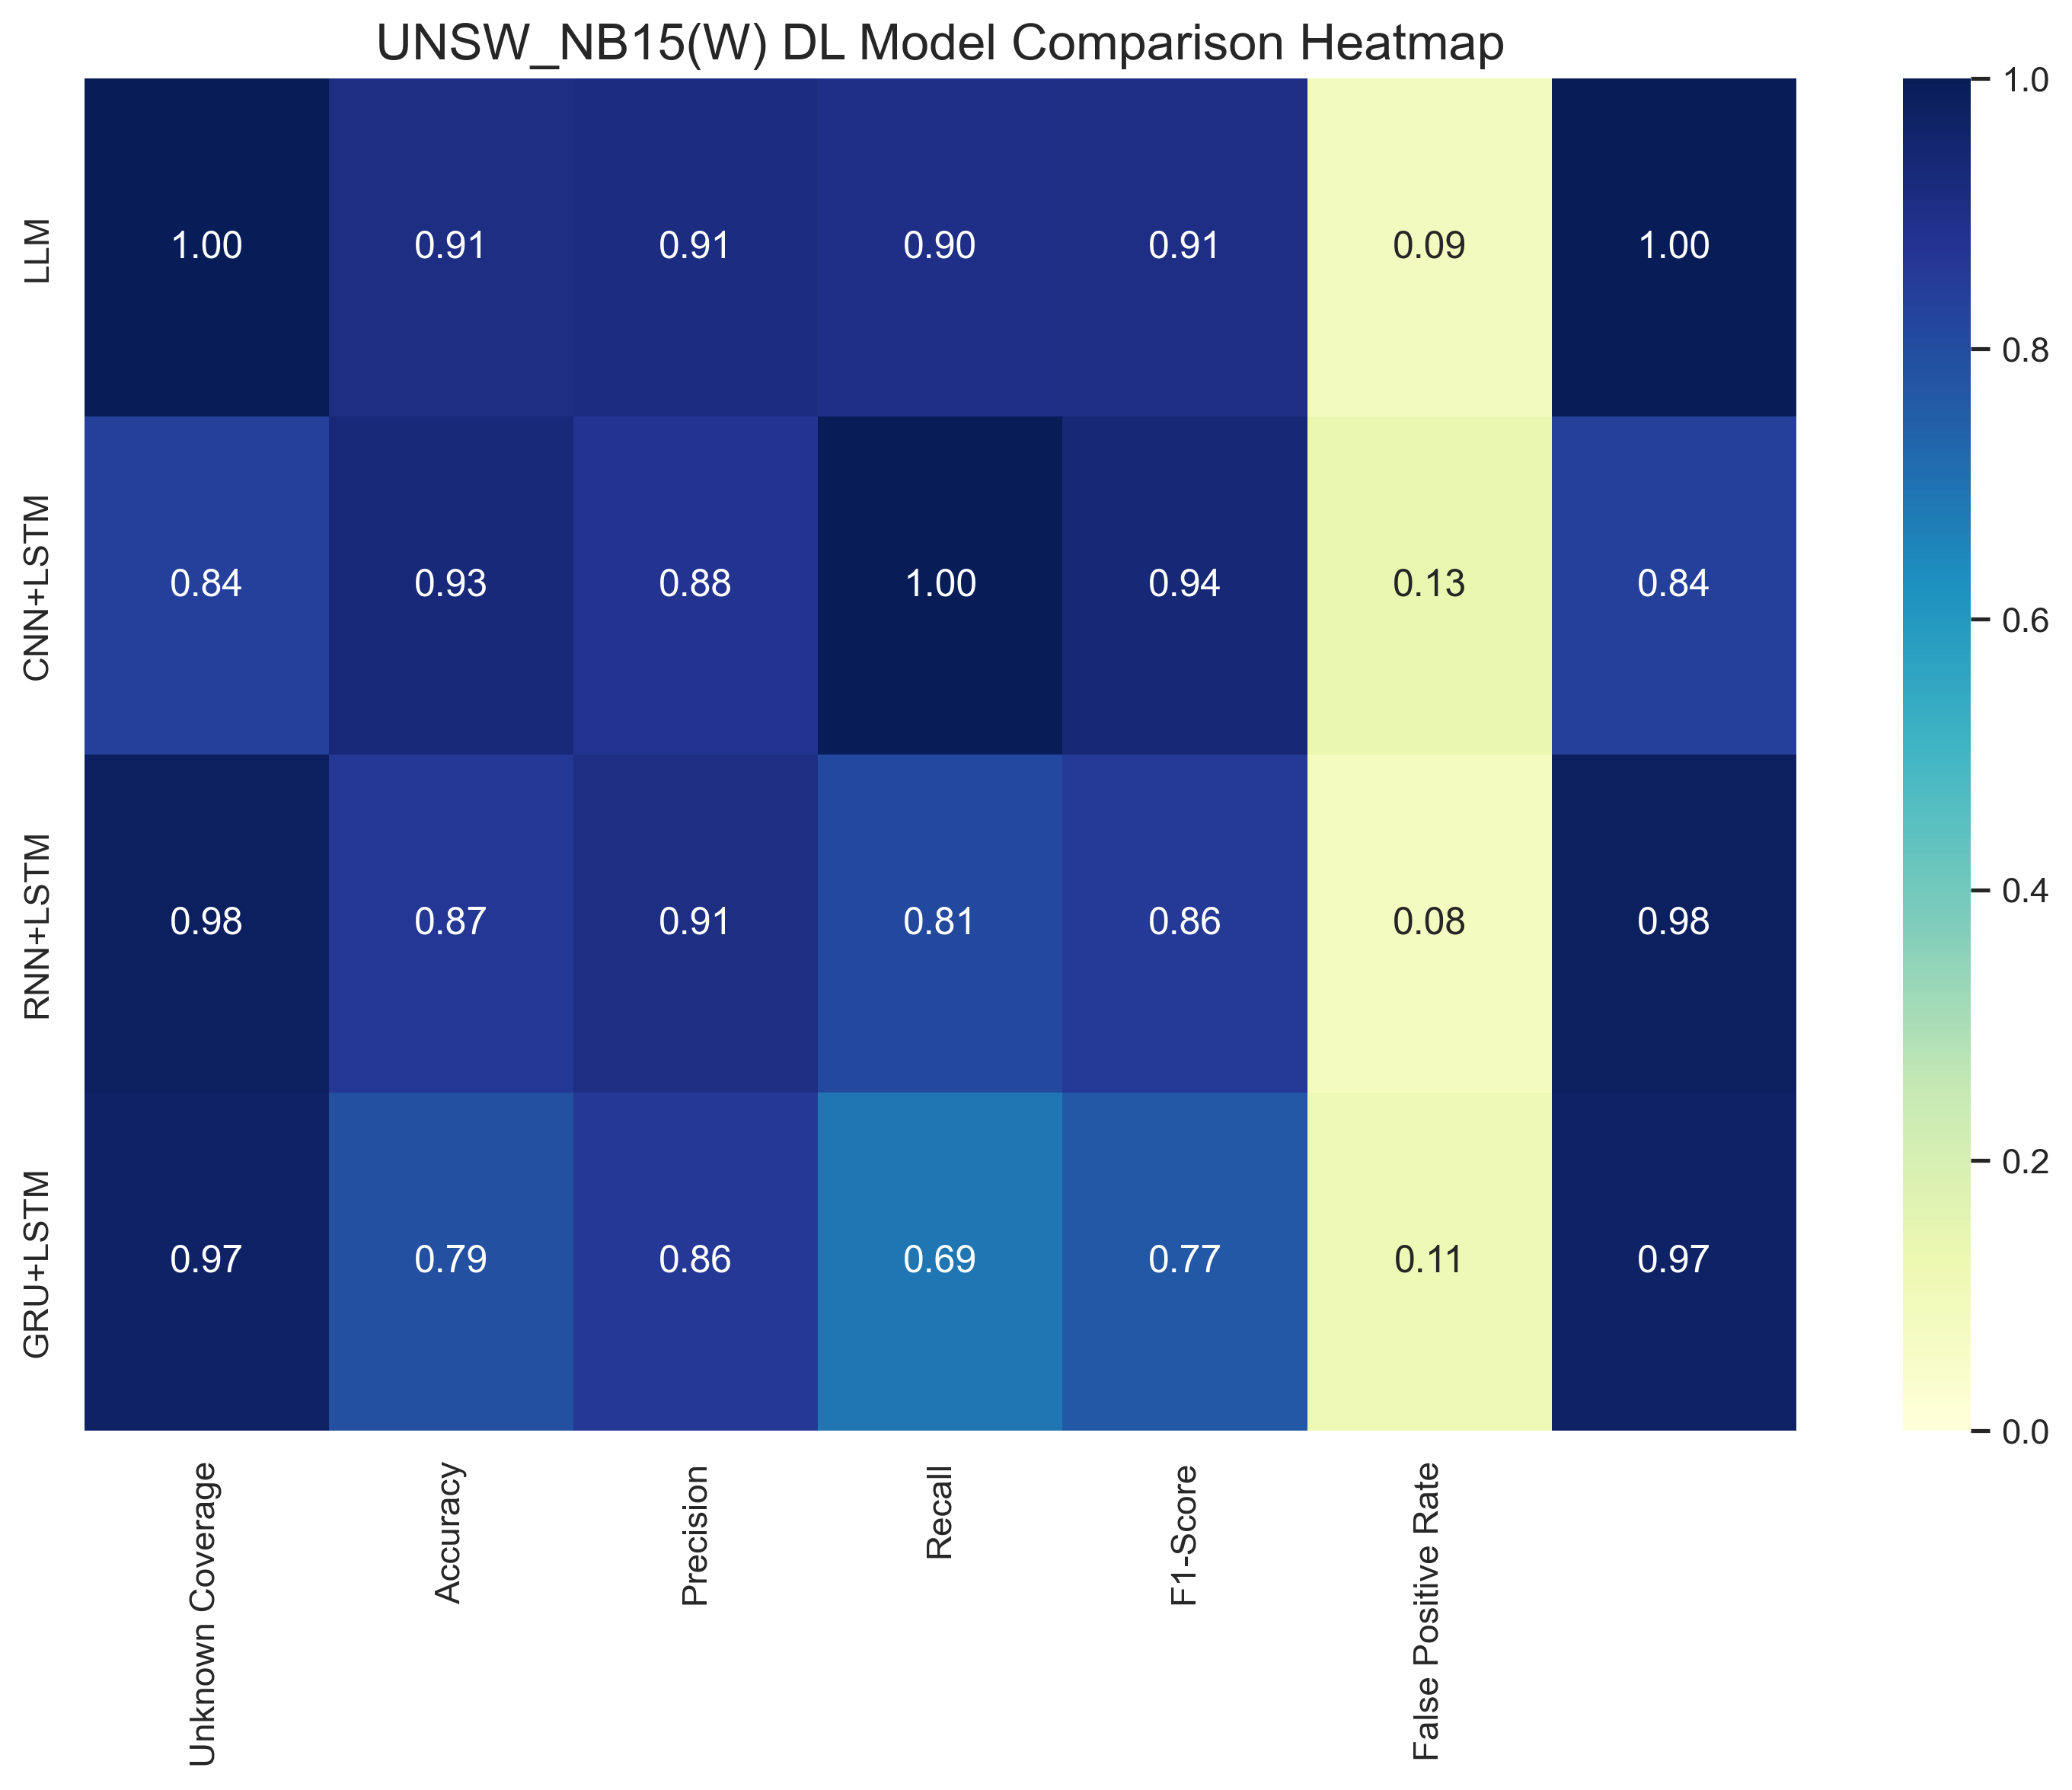 UNSW_NB15(W) DL Model Comparison Heatmap
LLM
1.00 0.91 0.91 0.90 0.91 0.09 1.00
CNN+LSTM
0.84 0.93 0.88 1.00 0.94 0.13 0.84
RNN+LSTM
0.98 0.87 0.91 0.81 0.86 0.08 0.98
GRU+LSTM
0.97 0.79 0.86 0.69 0.77 0.11 0.97
Unknown Coverage
Accuracy
Precision
Recall
F1-Score
False Positive Rate
1.0
0.8
0.6
0.4
0.2
0.0